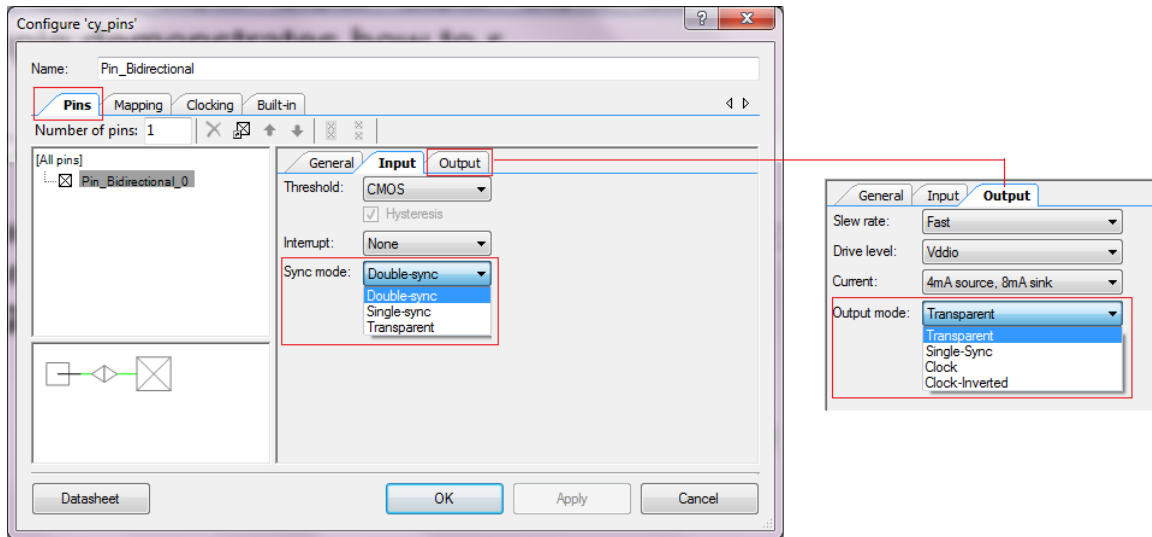 Configure 'cy_pins'
Name: Pin_Bidirectional
Pins Mapping Clocking Built-in
Number of pins: 1
[All pins]
Pin_Bidirectional_0
General Input Output
Threshold: CMOS
Hysteresis
Interrupt: None
Sync mode: Double-sync
Double-sync
Single-sync
Transparent
Datasheet OK Apply Cancel
General Input Output
Slew rate: Fast
Drive level: Vddio
Current: 4mA source, 8mA sink
Output mode: Transparent
Transparent
Single-Sync
Clock
Clock-Inverted